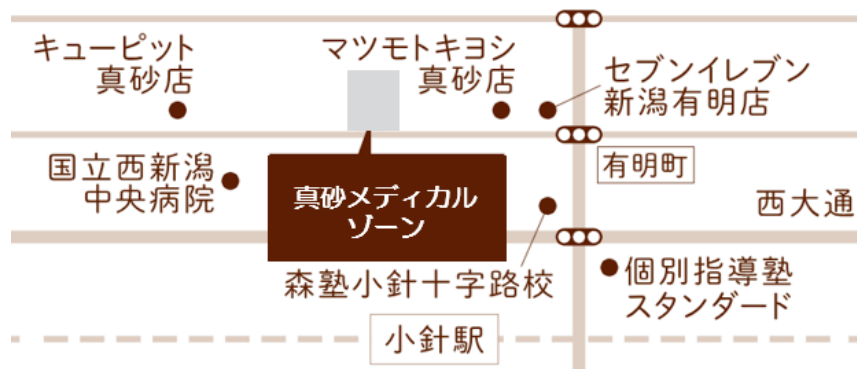 キューピット
真砂店
マツモトキヨシ
真砂店
セブンイレブン
新潟有明店
国立西新潟
中央病院
真砂メディカル
ゾーン
有明町
西大通
森塾小針十字路校
個別指導塾
スタンダード
小針駅